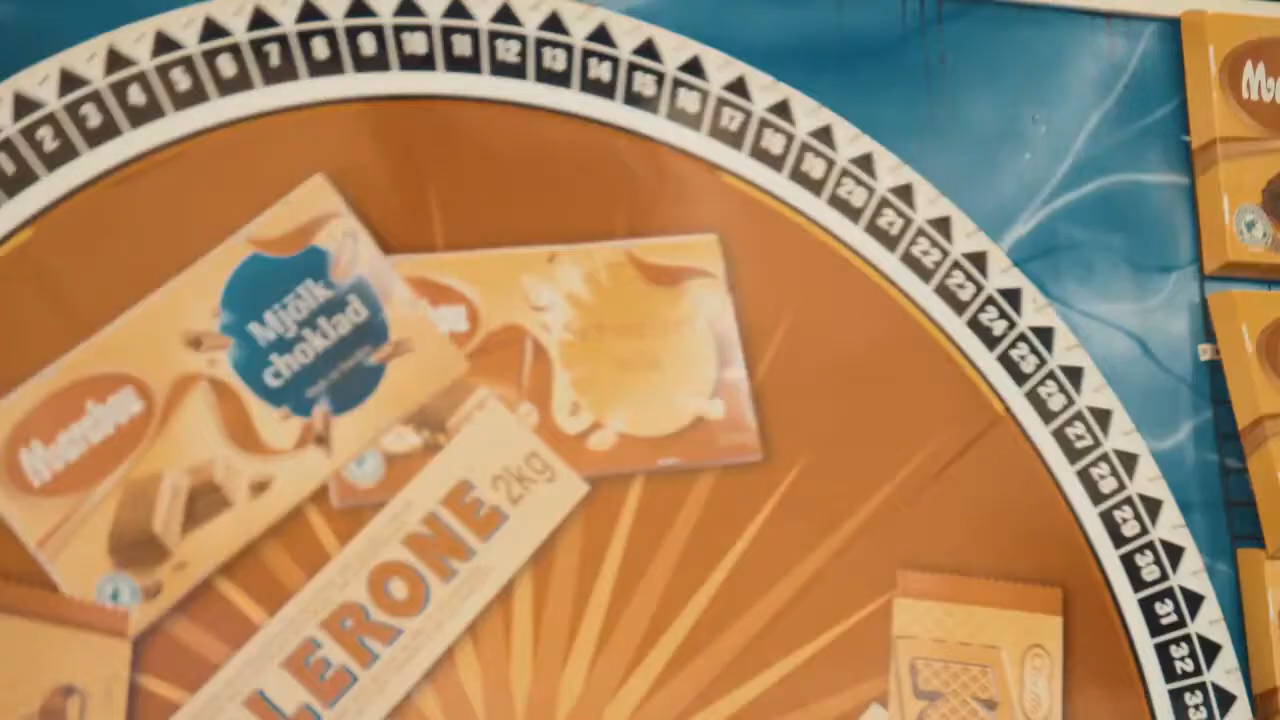 1 2 3 4 5 6 7 8 9 10 11 12 13 14 15 16 17 18 19 20 21 22 23 24 25 26 27 28 29 30 31 32 33
Mjölk
choklad
Marabou
LERONE 2kg